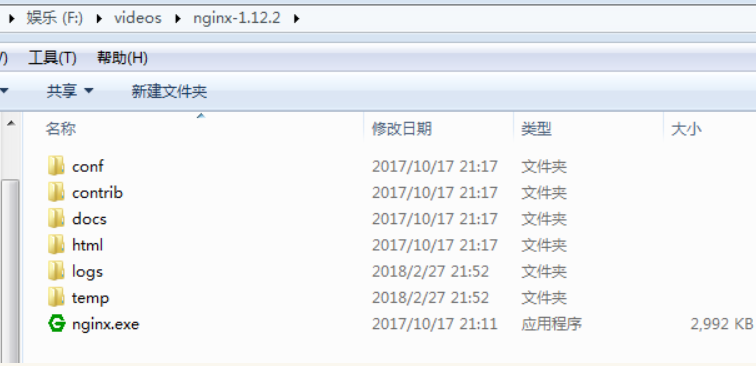 娱乐 (F:) videos nginx-1.12.2
) 工具(T) 帮助(H)
共享 新建文件夹
名称 修改日期 类型 大小
conf 2017/10/17 21:17 文件夹
contrib 2017/10/17 21:17 文件夹
docs 2017/10/17 21:17 文件夹
html 2017/10/17 21:17 文件夹
logs 2018/2/27 21:52 文件夹
temp 2018/2/27 21:52 文件夹
nginx.exe 2017/10/17 21:11 应用程序 2,992 KB